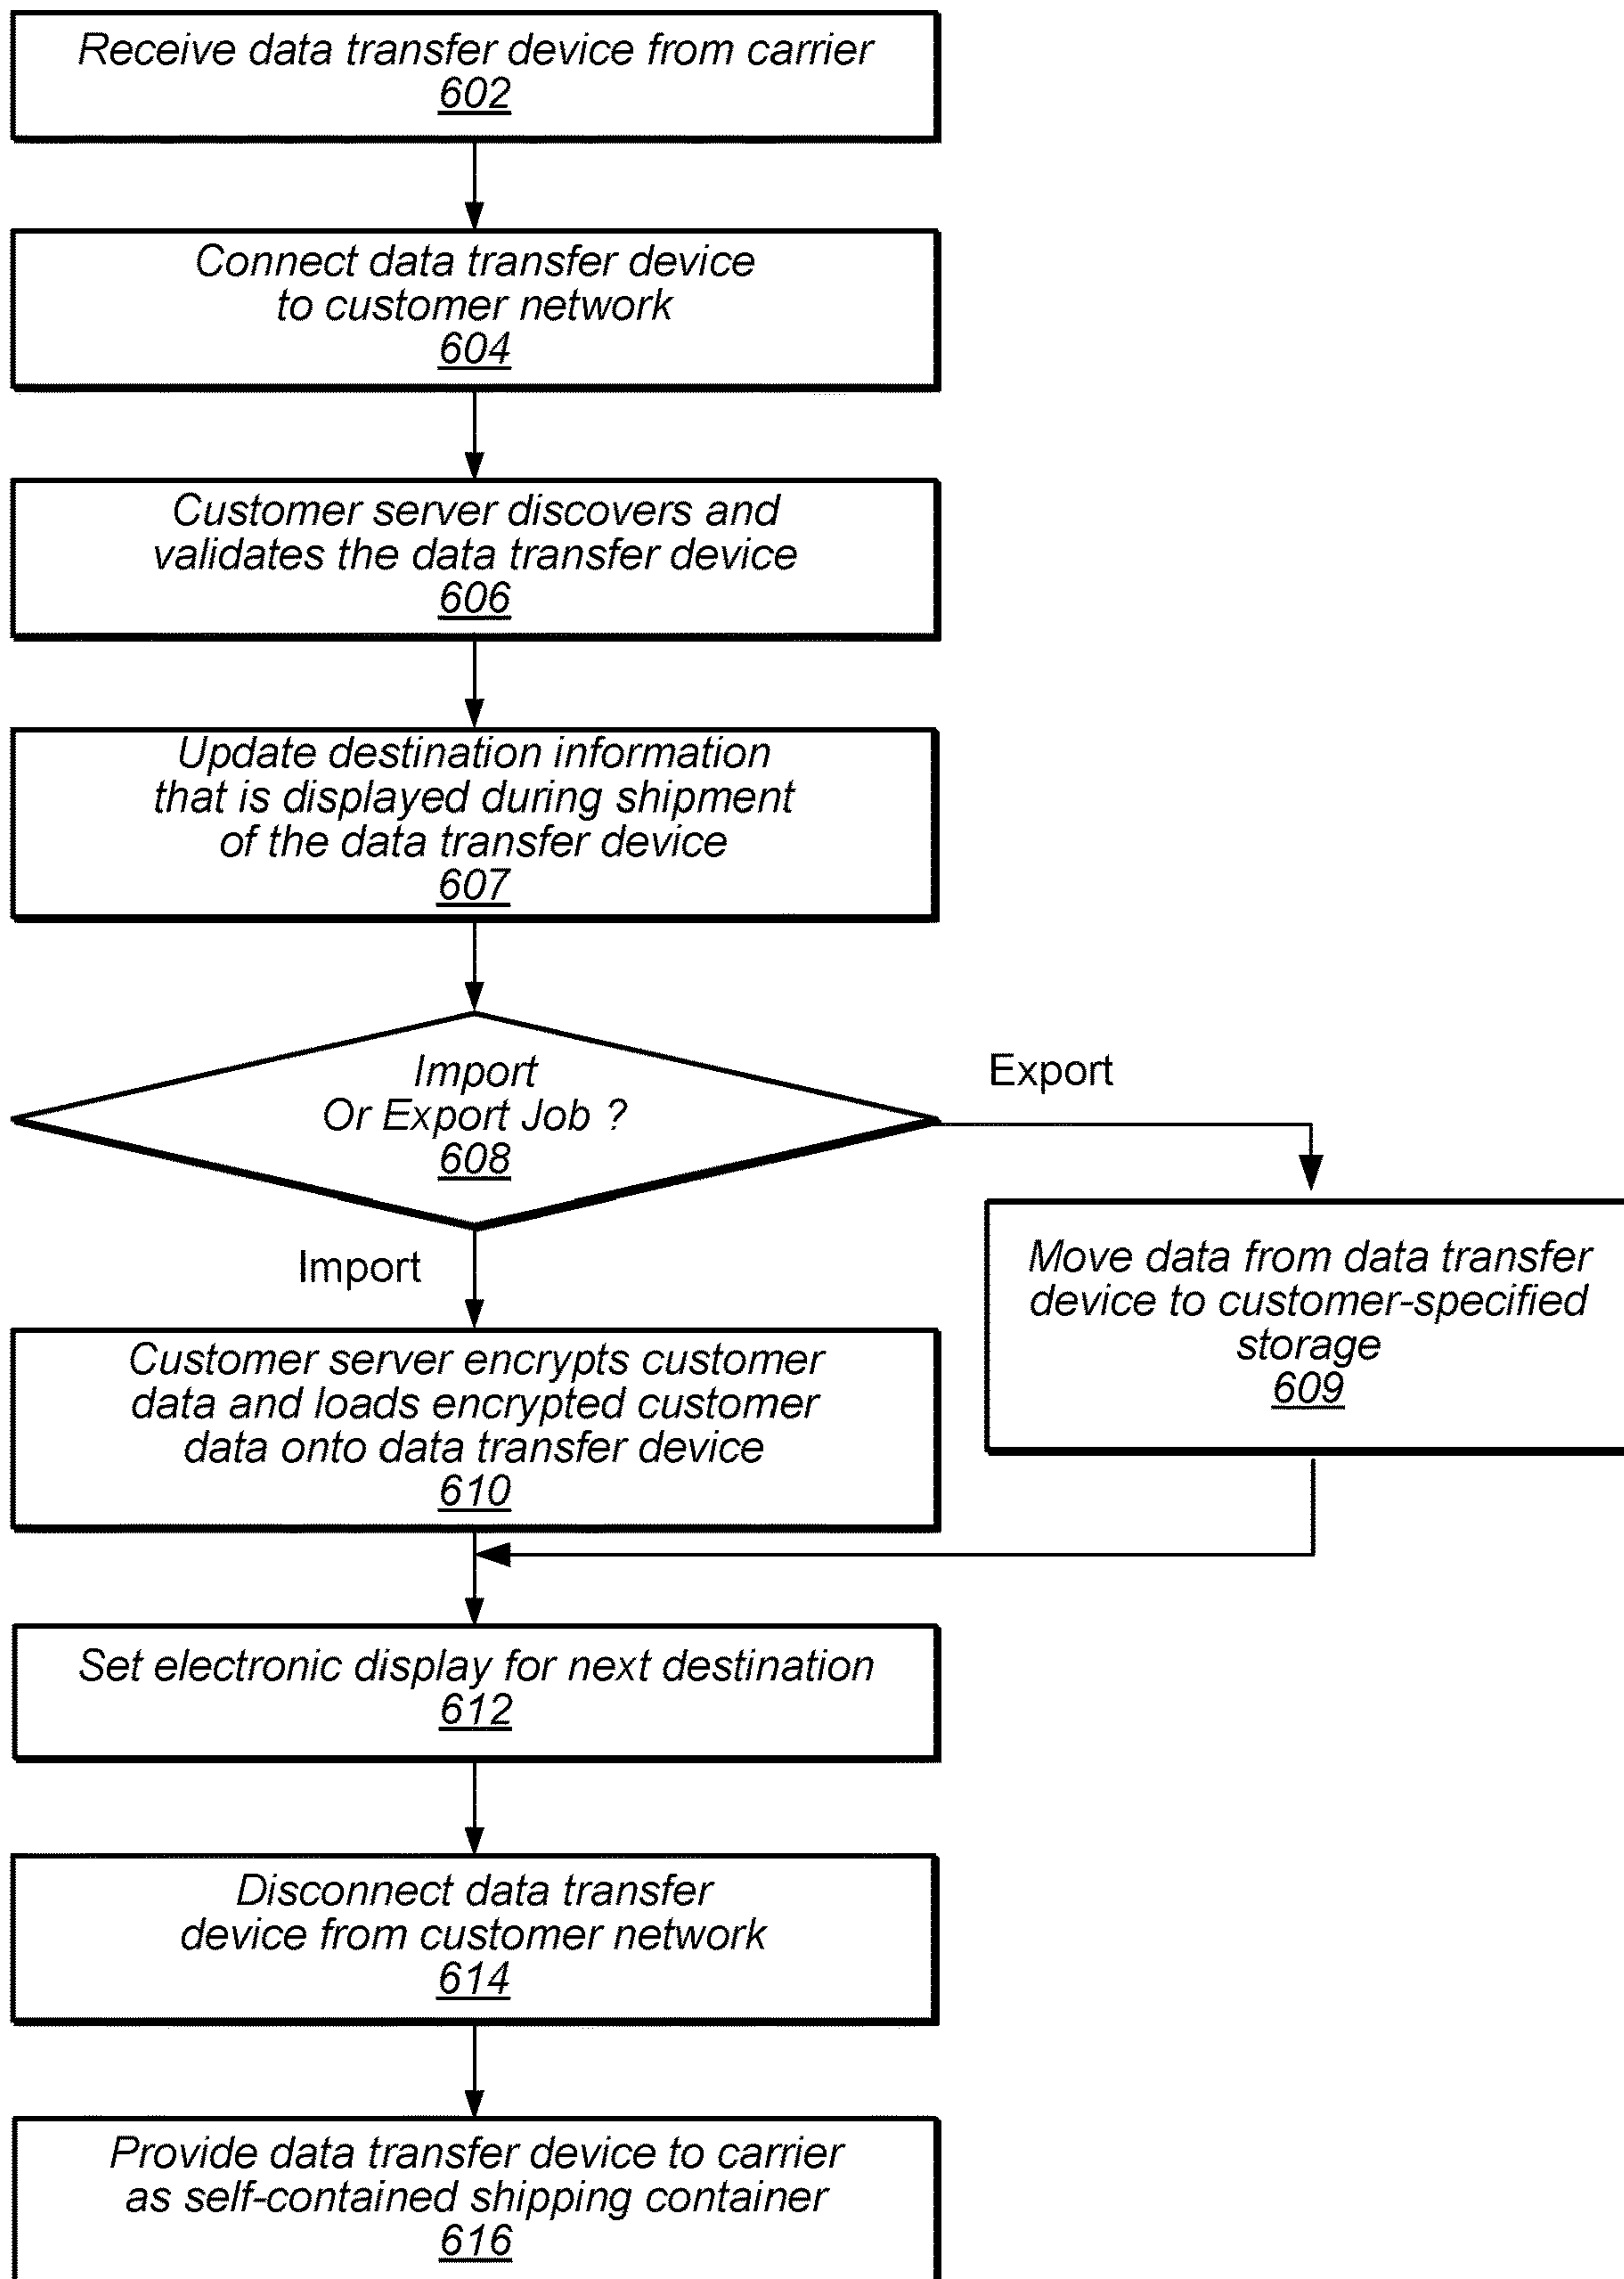 Receive data transfer device from carrier
602
Connect data transfer device
to customer network
604
Customer server discovers and
validates the data transfer device
606
Update destination information
that is displayed during shipment
of the data transfer device
607
Import
Or Export Job ?
608
Export
Import
Move data from data transfer
device to customer-specified
storage
609
Customer server encrypts customer
data and loads encrypted customer
data onto data transfer device
610
Set electronic display for next destination
612
Disconnect data transfer
device from customer network
614
Provide data transfer device to carrier
as self-contained shipping container
616